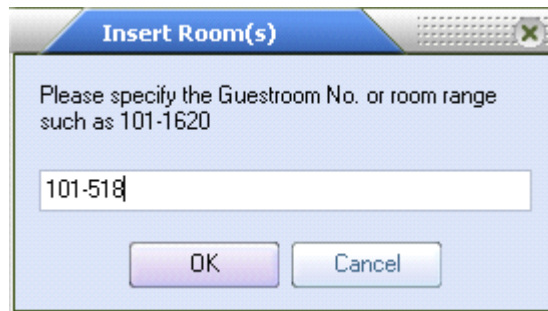 Insert Room(s)
Please specify the Guestroom No. or room range
such as 101-1620
101-518
OK
Cancel